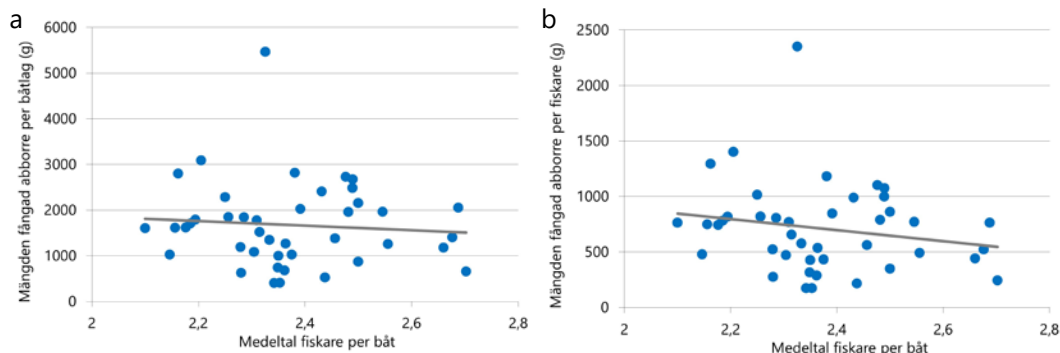 a
Mängden fångad abborre per båtlag (g)
6000
5000
4000
3000
2000
1000
0
2 2,2 2,4 2,6 2,8
Medeltal fiskare per båt
b
Mängden fångad abborre per fiskare (g)
2500
2000
1500
1000
500
0
2 2,2 2,4 2,6 2,8
Medeltal fiskare per båt